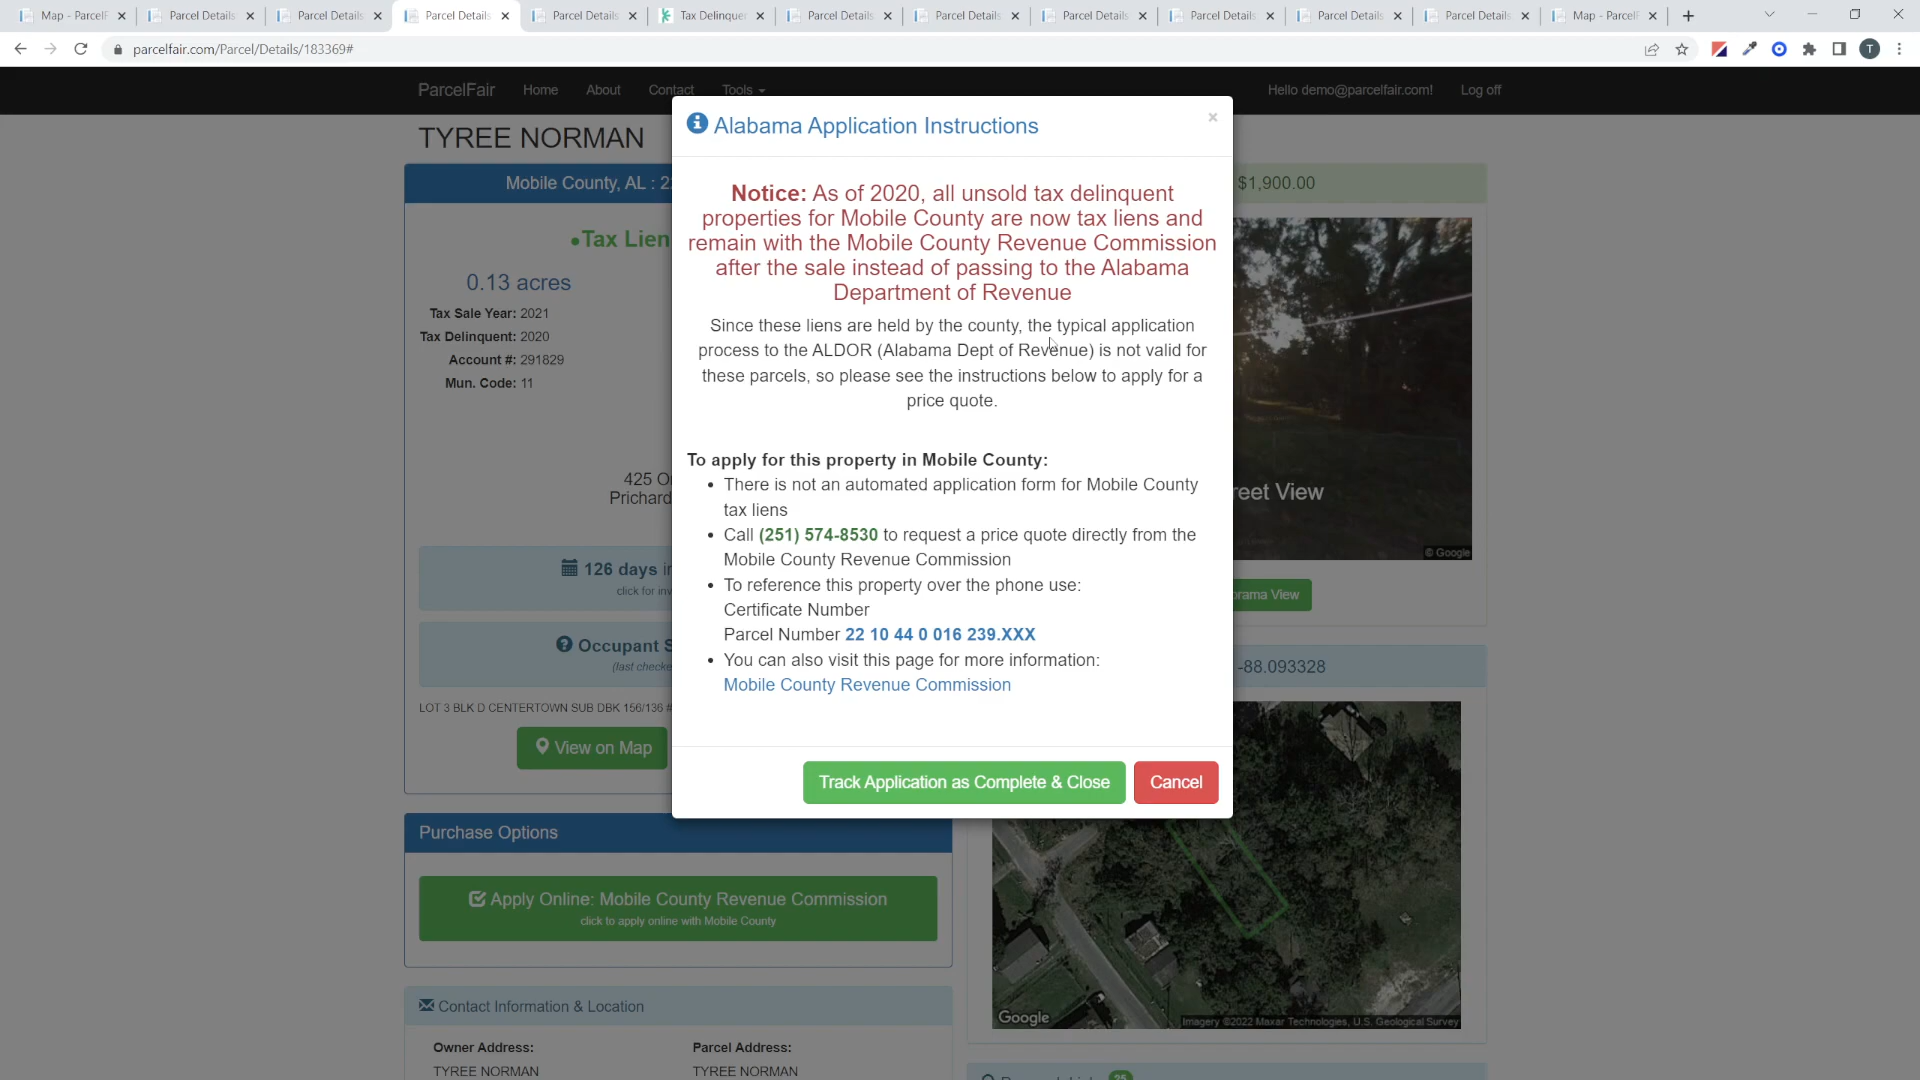 Map - ParcelF
Parcel Details
Parcel Details
Parcel Details
Parcel Details
Tax Delinquer
Parcel Details
Parcel Details
Parcel Details
Parcel Details
Parcel Details
Parcel Details
Map - ParcelF
parcelfair.com/Parcel/Details/183369#
T
ParcelFair Home About Contact Tools
Hello demo@parcelfair.com! Log off
TYREE NORMAN
Mobile County, AL : 2
$1,900.00
•Tax Lien
0.13 acres
Tax Sale Year: 2021
Tax Delinquent: 2020
Account #: 291829
Mun. Code: 11
425 O
Prichard
126 days i
click for inv
Occupant S
(last checke
LOT 3 BLK D CENTERTOWN SUB DBK 156/136 #
View on Map
Purchase Options
Apply Online: Mobile County Revenue Commission
click to apply online with Mobile County
Contact Information & Location
Owner Address:
Parcel Address:
TYREE NORMAN
TYREE NORMAN
Alabama Application Instructions
×
Notice: As of 2020, all unsold tax delinquent
properties for Mobile County are now tax liens and
remain with the Mobile County Revenue Commission
after the sale instead of passing to the Alabama
Department of Revenue
Since these liens are held by the county, the typical application
process to the ALDOR (Alabama Dept of Revenue) is not valid for
these parcels, so please see the instructions below to apply for a
price quote.
To apply for this property in Mobile County:
• There is not an automated application form for Mobile County
tax liens
• Call (251) 574-8530 to request a price quote directly from the
Mobile County Revenue Commission
• To reference this property over the phone use:
Certificate Number
Parcel Number 22 10 44 0 016 239.XXX
• You can also visit this page for more information:
Mobile County Revenue Commission
Track Application as Complete & Close
Cancel
reet View
© Google
orama View
-88.093328
Google
Imagery ©2022 Maxar Technologies, U.S. Geological Survey
25